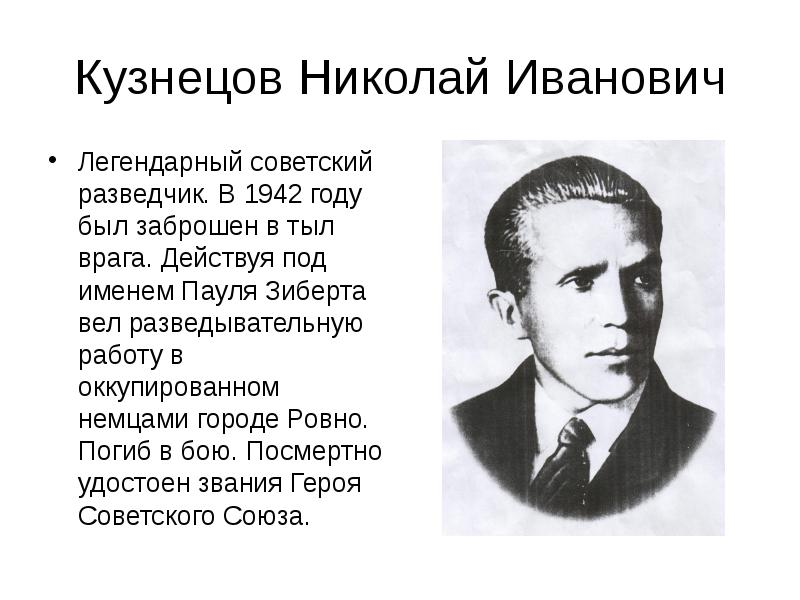 Кузнецов Николай Иванович
• Легендарный советский
разведчик. В 1942 году
был заброшен в тыл
врага. Действуя под
именем Пауля Зиберта
вел разведывательную
работу в
оккупированном
немцами городе Ровно.
Погиб в бою. Посмертно
удостоен звания Героя
Советского Союза.